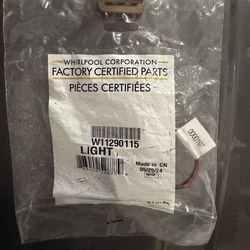 WHIRLPOOL CORPORATION
FACTORY CERTIFIED PARTS
PIÈCES CERTIFIÉES
W11290115
LIGHT
Made in CN
05/29/24